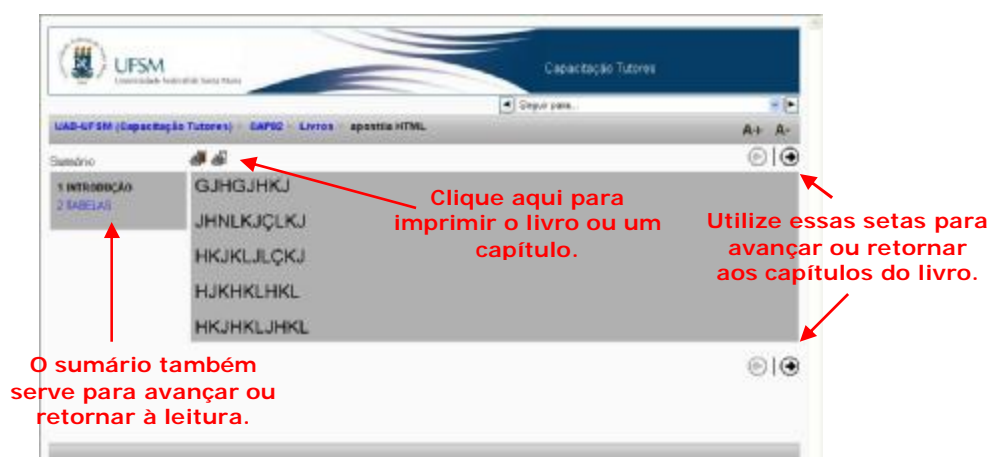 UFSM
Universidade Federal de Santa Maria
Capacitação Tutores
Seguir para...
UAB-UFSM (Capacitação Tutores) CAP02 Livros apostila HTML
A+ A-
Sumário
1 INTRODUÇÃO
2 TABELAS
GJHGJHKJ
JHNLKJÇLKJ
HKJKLJLÇKJ
HJKHKLHKL
HKJHKLJHKL
Clique aqui para
imprimir o livro ou um
capítulo.
Utilize essas setas para
avançar ou retornar
aos capítulos do livro.
O sumário também
serve para avançar ou
retornar à leitura.